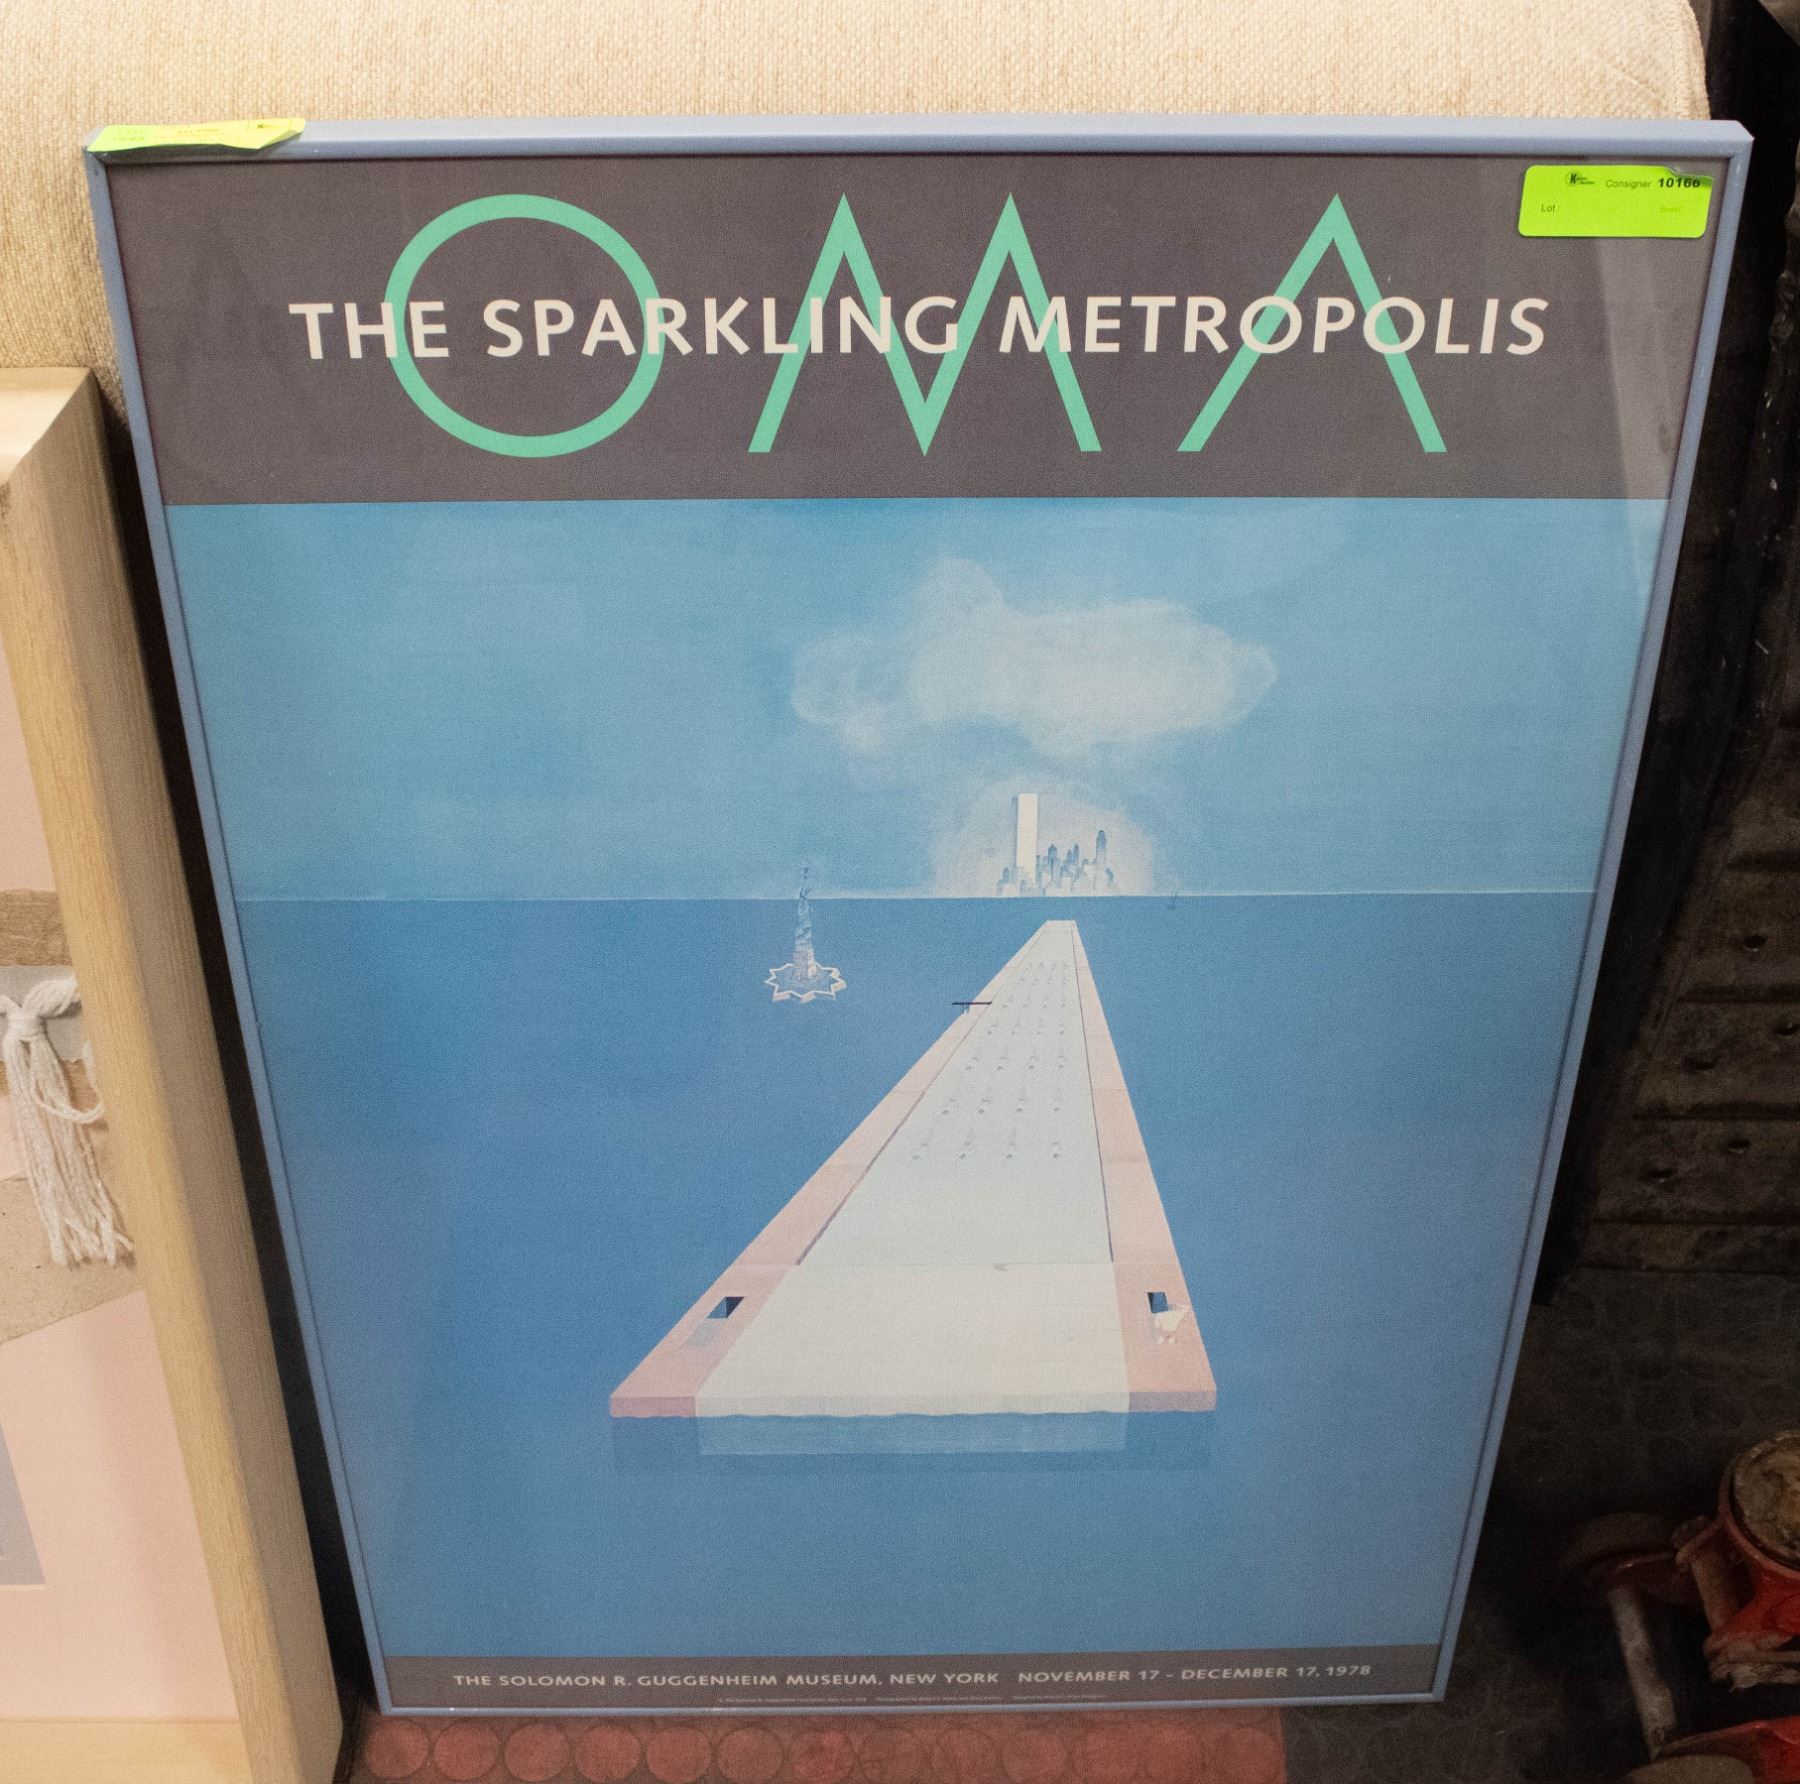 Consigner 10166
Lot:
OMA
THE SPARKLING METROPOLIS
THE SOLOMON R. GUGGENHEIM MUSEUM, NEW YORK NOVEMBER 17 - DECEMBER 17, 1978